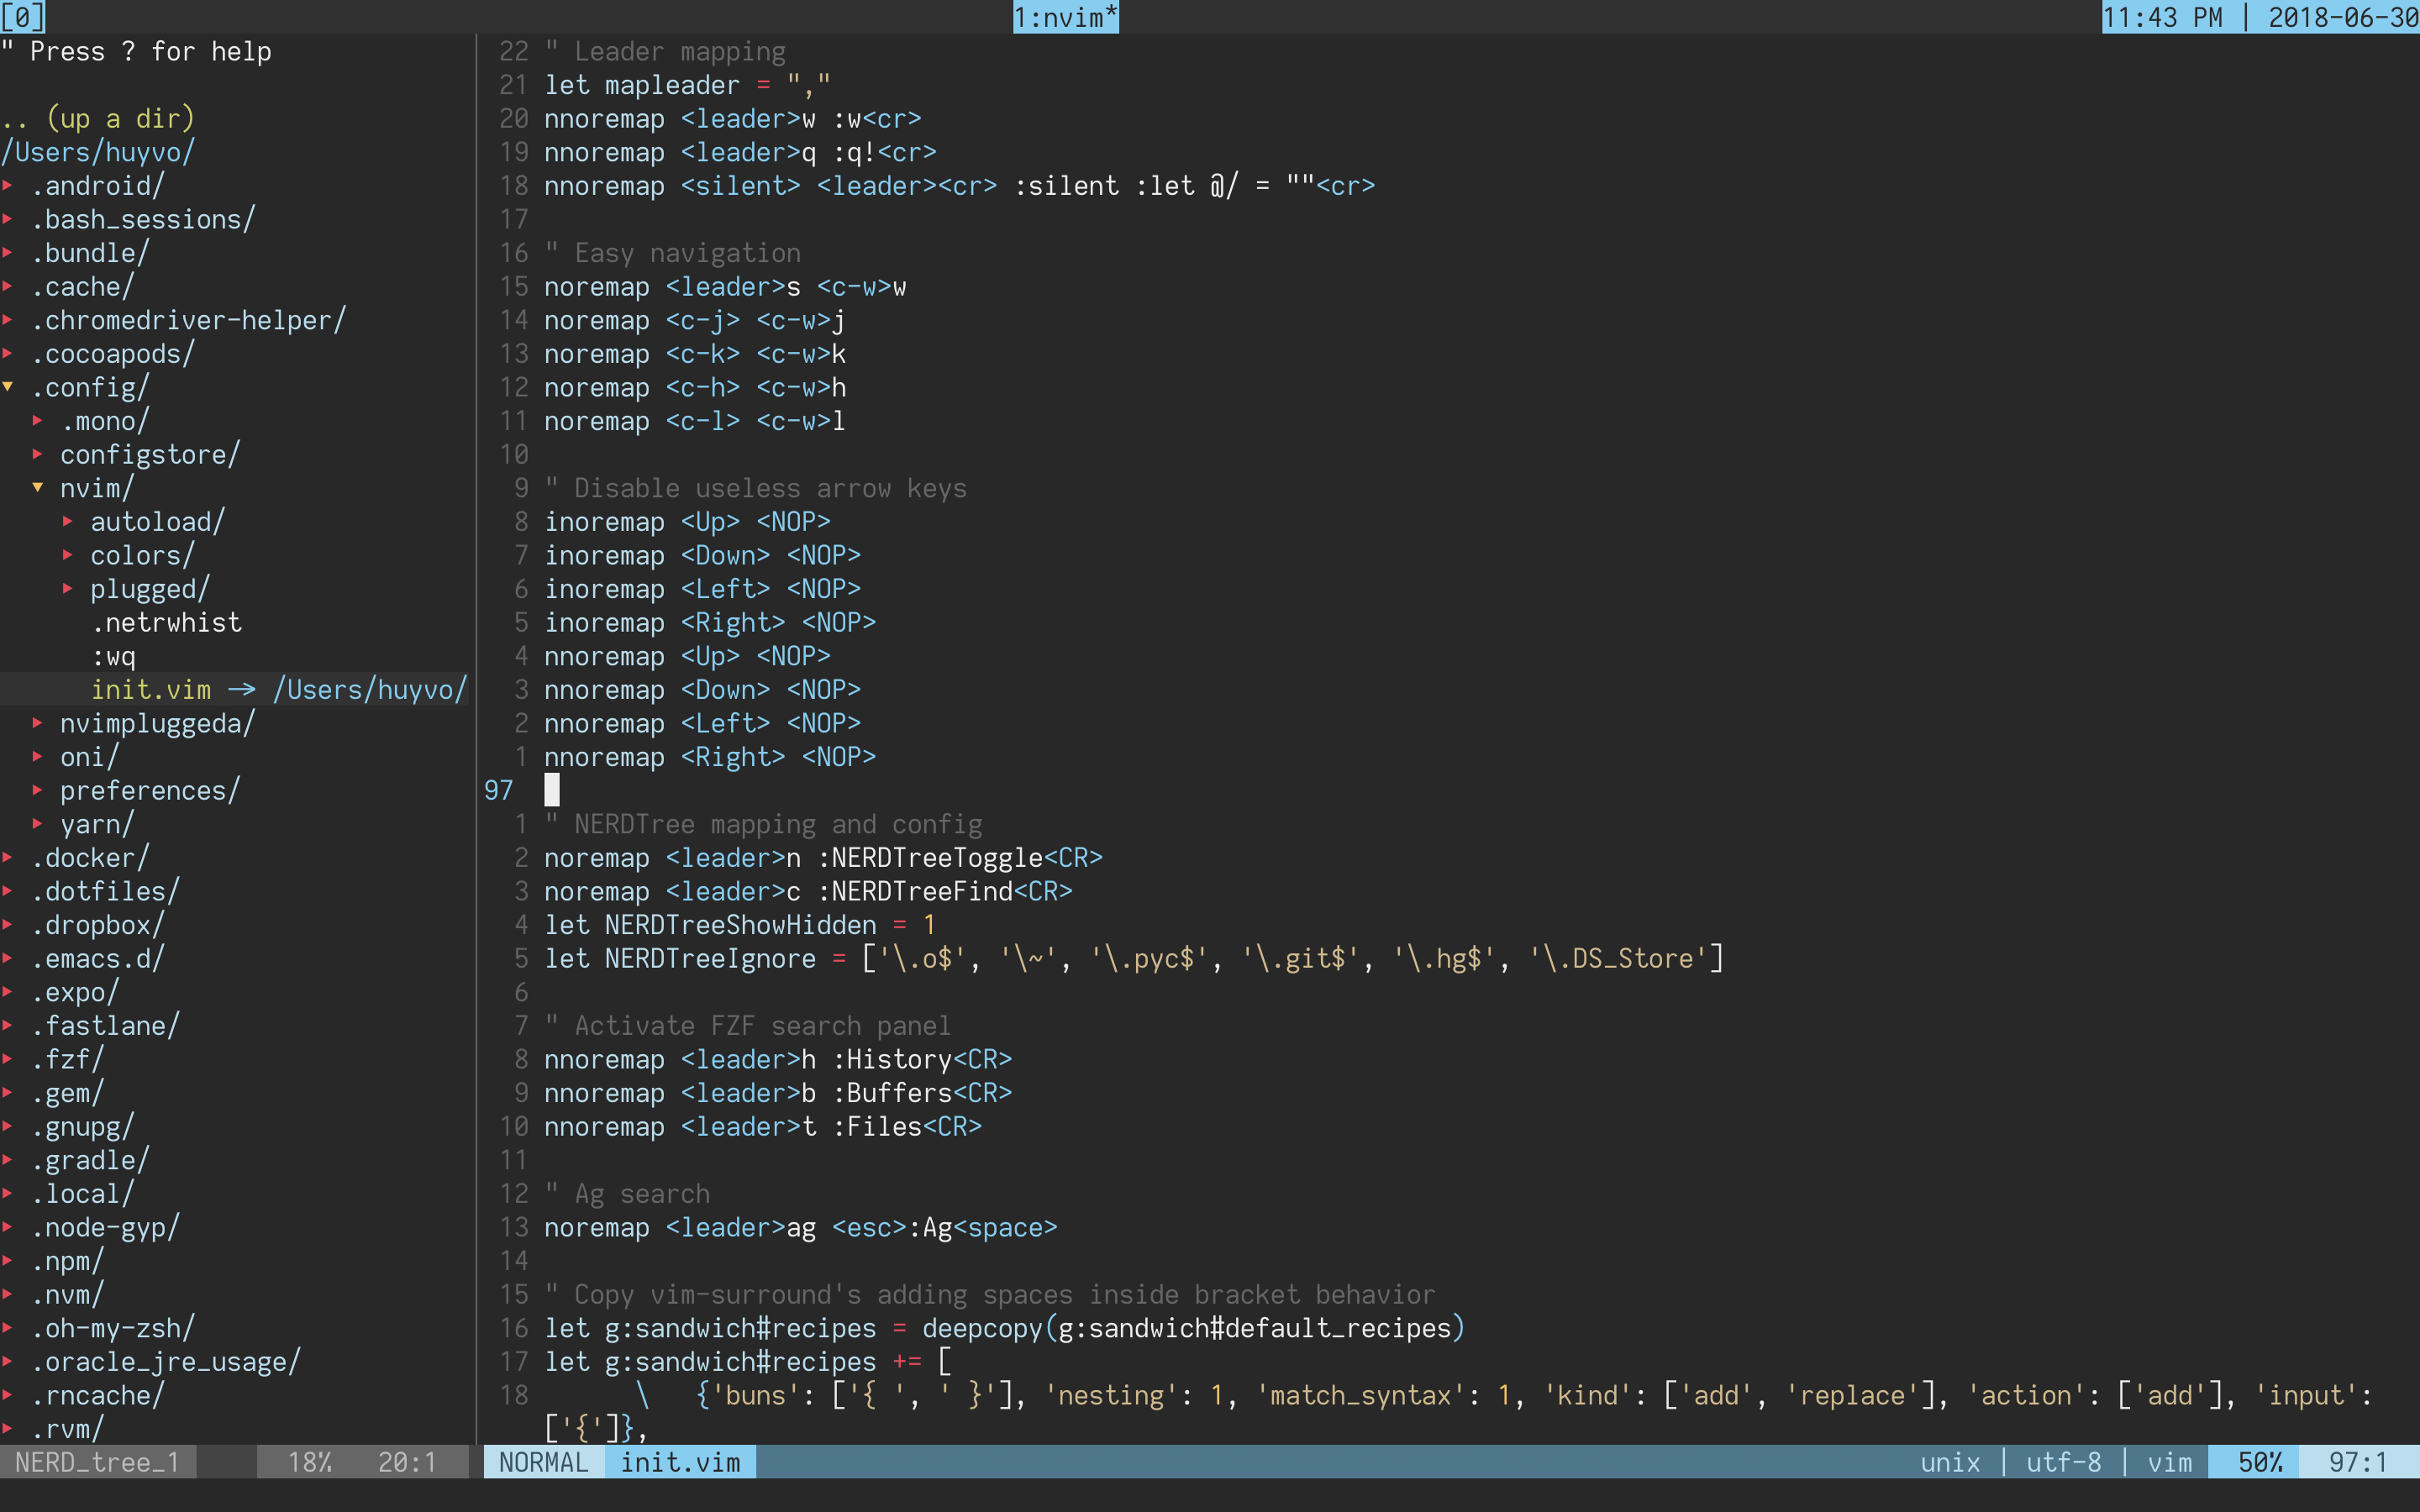 [0] 1:nvim* 11:43 PM | 2018-06-30
" Press ? for help
.. (up a dir)
/Users/huyvo/
▸ .android/
▸ .bash_sessions/
▸ .bundle/
▸ .cache/
▸ .chromedriver-helper/
▸ .cocoapods/
▾ .config/
▸ .mono/
▸ configstore/
▾ nvim/
▸ autoload/
▸ colors/
▸ plugged/
.netrwhist
:wq
init.vim -> /Users/huyvo/
▸ nvimpluggeda/
▸ oni/
▸ preferences/
▸ yarn/
▸ .docker/
▸ .dotfiles/
▸ .dropbox/
▸ .emacs.d/
▸ .expo/
▸ .fastlane/
▸ .fzf/
▸ .gem/
▸ .gnupg/
▸ .gradle/
▸ .local/
▸ .node-gyp/
▸ .npm/
▸ .nvm/
▸ .oh-my-zsh/
▸ .oracle_jre_usage/
▸ .rncache/
▸ .rvm/
NERD_tree_1 18% 20:1
22 " Leader mapping
21 let mapleader = ","
20 nnoremap <leader>w :w<cr>
19 nnoremap <leader>q :q!<cr>
18 nnoremap <silent> <leader><cr> :silent :let @/ = ""<cr>
17
16 " Easy navigation
15 noremap <leader>s <c-w>w
14 noremap <c-j> <c-w>j
13 noremap <c-k> <c-w>k
12 noremap <c-h> <c-w>h
11 noremap <c-l> <c-w>l
10
9 " Disable useless arrow keys
8 inoremap <Up> <NOP>
7 inoremap <Down> <NOP>
6 inoremap <Left> <NOP>
5 inoremap <Right> <NOP>
4 nnoremap <Up> <NOP>
3 nnoremap <Down> <NOP>
2 nnoremap <Left> <NOP>
1 nnoremap <Right> <NOP>
97
1 " NERDTree mapping and config
2 noremap <leader>n :NERDTreeToggle<CR>
3 noremap <leader>c :NERDTreeFind<CR>
4 let NERDTreeShowHidden = 1
5 let NERDTreeIgnore = ['\.o$', '\~', '\.pyc$', '\.git$', '\.hg$', '\.DS_Store']
6
7 " Activate FZF search panel
8 nnoremap <leader>h :History<CR>
9 nnoremap <leader>b :Buffers<CR>
10 nnoremap <leader>t :Files<CR>
11
12 " Ag search
13 noremap <leader>ag <esc>:Ag<space>
14
15 " Copy vim-surround's adding spaces inside bracket behavior
16 let g:sandwich#recipes = deepcopy(g:sandwich#default_recipes)
17 let g:sandwich#recipes += [
18 \ {'buns': ['{ ', ' }'], 'nesting': 1, 'match_syntax': 1, 'kind': ['add', 'replace'], 'action': ['add'], 'input':
['{']},
NORMAL init.vim unix | utf-8 | vim 50% 97:1